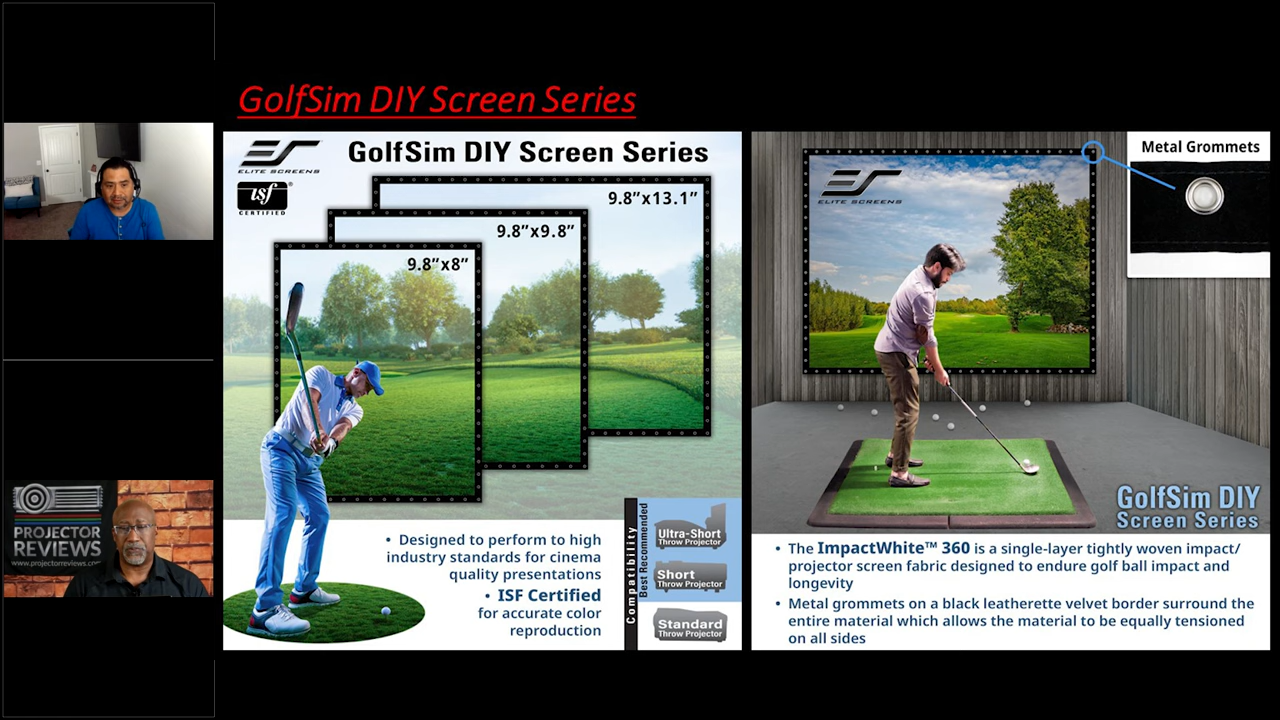 GolfSim DIY Screen Series
ES
ELITE SCREENS
GolfSim DIY Screen Series
isf®
CERTIFIED
9.8”x13.1”
9.8”x9.8”
9.8”x8”
• Designed to perform to high
industry standards for cinema
quality presentations
• ISF Certified
for accurate color
reproduction
Compatibility
Best Recommended
Ultra-Short
Throw Projector
Short
Throw Projector
Standard
Throw Projector
Metal Grommets
ES
ELITE SCREENS
GolfSim DIY
Screen Series
• The ImpactWhite™ 360 is a single-layer tightly woven impact/
projector screen fabric designed to endure golf ball impact and
longevity
• Metal grommets on a black leatherette velvet border surround the
entire material which allows the material to be equally tensioned
on all sides
PROJECTOR
REVIEWS
www.projectorreviews.com